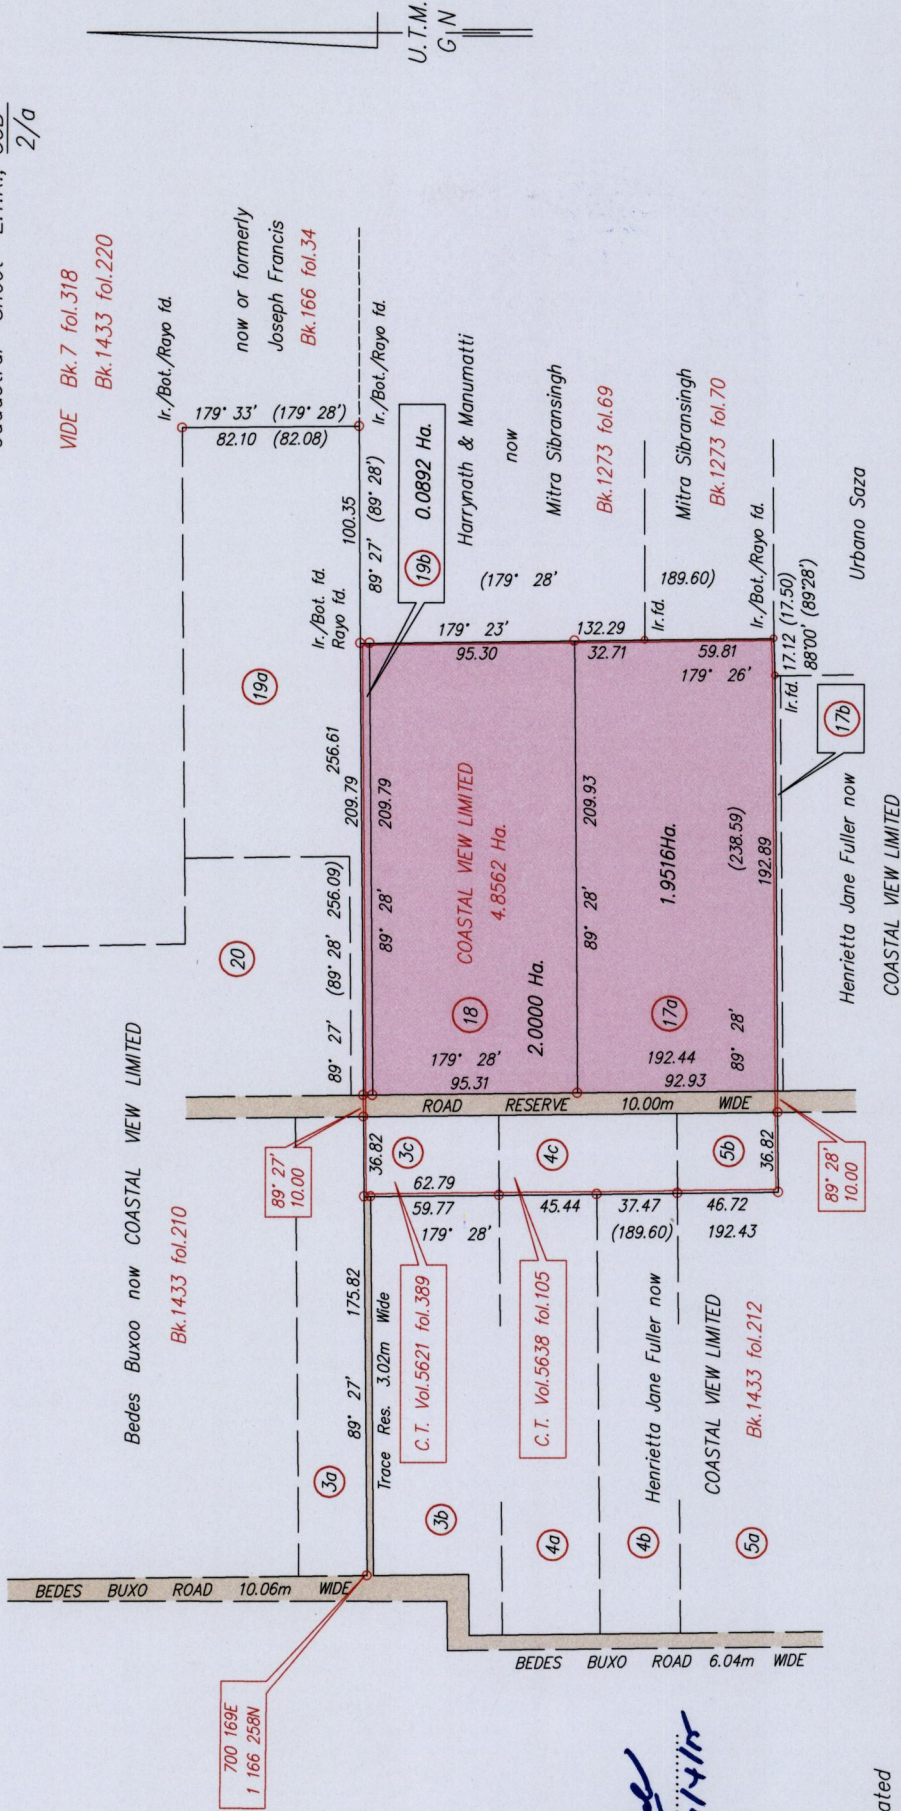 2/a
U.T.M.
G N
VIDE Bk.7 fol.318
Bk.1433 fol.220
Ir./Bot./Rayo fd.
179° 33' (179° 28')
82.10 (82.08)
now or formerly
Joseph Francis
Bk.166 fol.34
Ir./Bot./Rayo fd.
100.35
89° 27' (89° 28')
19b 0.0892 Ha.
Ir./Bot. fd.
Rayo fd.
Harrynath & Manumatti
now
Mitra Sibransingh
Bk.1273 fol.69
(179° 28' 189.60)
179° 23' 132.29
95.30 32.71
Ir.fd.
Mitra Sibransingh
Bk.1273 fol.70
59.81
179° 26'
Ir./Bot./Rayo fd.
17.12 (17.50)
88°00' (89°28')
Ir.fd.
Urbano Saza
17b
Henrietta Jane Fuller now
COASTAL VIEW LIMITED
19a
20
89° 27' (89° 28' 256.09) 256.61
209.79
89° 28' 209.79
COASTAL VIEW LIMITED
4.8562 Ha.
18
2.0000 Ha.
179° 28'
95.31
89° 28' 209.93
1.9516Ha.
17a
192.44
92.93
(238.59)
89° 28' 192.89
ROAD RESERVE 10.00m WIDE
89° 27'
10.00
89° 28'
10.00
Bedes Buxoo now COASTAL VIEW LIMITED
Bk.1433 fol.210
36.82
3c
4c
5b
36.82
62.79
59.77 45.44 37.47 46.72
179° 28' (189.60) 192.43
89° 27' 175.82
Trace Res. 3.02m Wide
C.T. Vol.5621 fol.389
C.T. Vol.5638 fol.105
3a
3b
4a
4b
5a
Henrietta Jane Fuller now
COASTAL VIEW LIMITED
Bk.1433 fol.212
BEDES BUXO ROAD 10.06m WIDE
BEDES BUXO ROAD 6.04m WIDE
700 169E
1 166 258N